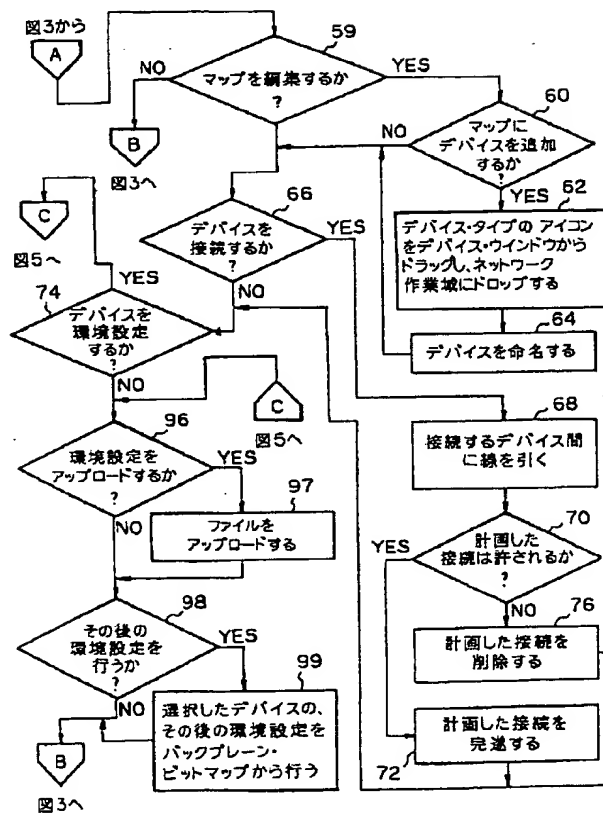 図3から
A
59
NO
マップを編集するか
?
YES
B
図3へ
60
NO
マップに
デバイスを追加
するか
?
YES
62
デバイス・タイプの アイコン
をデバイス・ウインドウから
ドラッグし、ネットワーク
作業域にドロップする
64
デバイスを命名する
C
図5へ
66
デバイスを
接続するか
?
YES
NO
YES
74
デバイスを
環境設定
するか
?
NO
C
図5へ
68
接続するデバイス間
に線を引く
96
環境設定を
アップロードするか
?
YES
NO
97
ファイルを
アップロードする
70
YES
計画した
接続は許されるか
?
NO
76
計画した接続を
削除する
98
その後の
環境設定を
行うか
?
YES
NO
99
選択したデバイスの、
その後の環境設定を
バックプレーン・
ビットマップから行う
計画した接続を
完遂する
72
B
図3へ